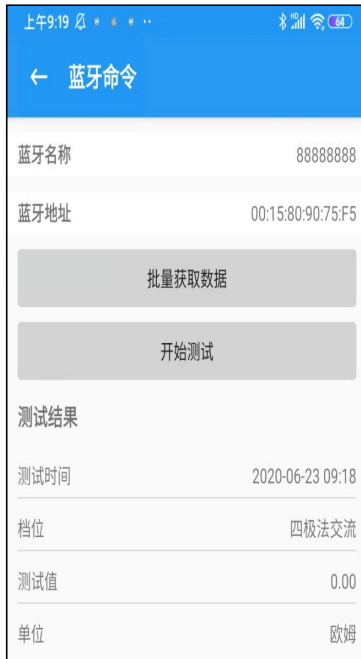 上午9:19 HD 64
← 蓝牙命令
蓝牙名称 88888888
蓝牙地址 00:15:80:90:75:F5
批量获取数据
开始测试
测试结果
测试时间 2020-06-23 09:18
档位 四极法交流
测试值 0.00
单位 欧姆